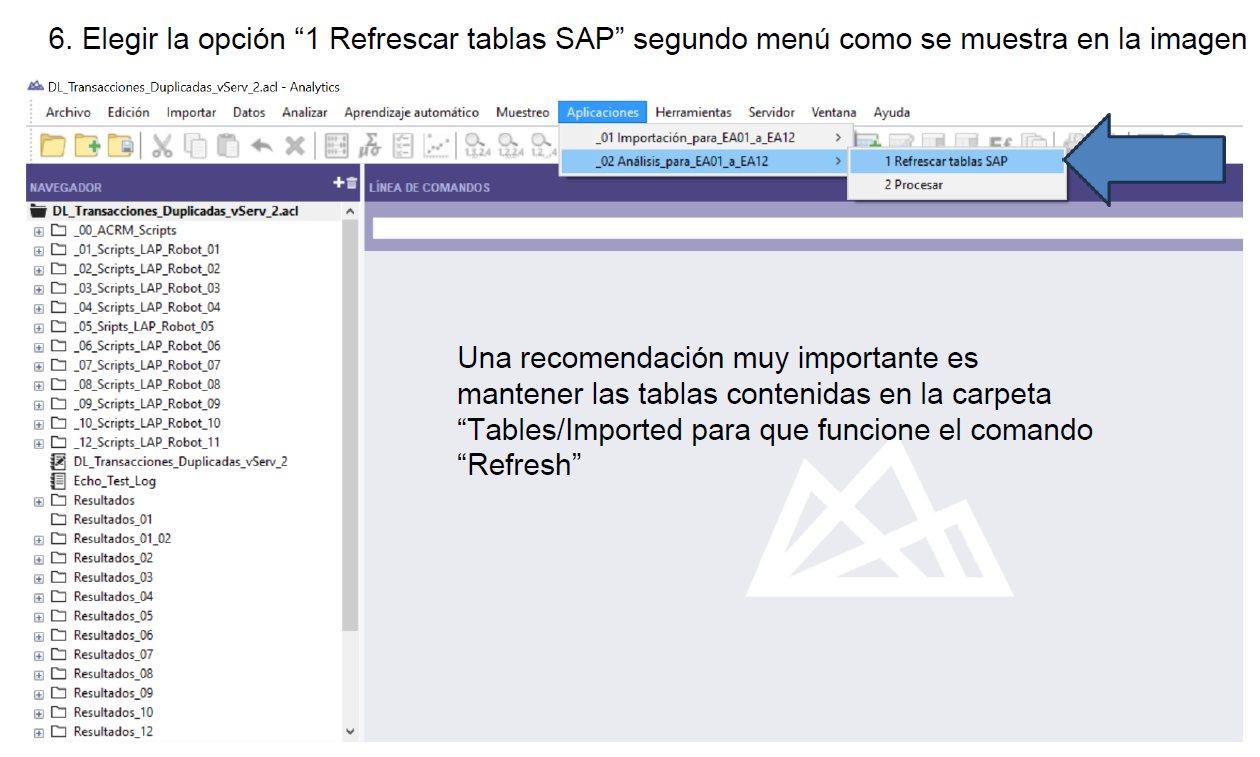 6. Elegir la opción “1 Refrescar tablas SAP” segundo menú como se muestra en la imagen
DL_Transacciones_Duplicadas_vServ_2.acl - Analytics
Archivo Edición Importar Datos Analizar Aprendizaje automático Muestreo Aplicaciones Herramientas Servidor Ventana Ayuda
_01 Importación_para_EA01_a_EA12
_02 Análisis_para_EA01_a_EA12
1 Refrescar tablas SAP
2 Procesar
NAVEGADOR
LÍNEA DE COMANDOS
DL_Transacciones_Duplicadas_vServ_2.acl
_00_ACRM_Scripts
_01_Scripts_LAP_Robot_01
_02_Scripts_LAP_Robot_02
_03_Scripts_LAP_Robot_03
_04_Scripts_LAP_Robot_04
_05_Sripts_LAP_Robot_05
_06_Scripts_LAP_Robot_06
_07_Scripts_LAP_Robot_07
_08_Scripts_LAP_Robot_08
_09_Scripts_LAP_Robot_09
_10_Scripts_LAP_Robot_10
_12_Scripts_LAP_Robot_11
DL_Transacciones_Duplicadas_vServ_2
Echo_Test_Log
Resultados
Resultados_01
Resultados_01_02
Resultados_02
Resultados_03
Resultados_04
Resultados_05
Resultados_06
Resultados_07
Resultados_08
Resultados_09
Resultados_10
Resultados_12
Una recomendación muy importante es
mantener las tablas contenidas en la carpeta
“Tables/Imported para que funcione el comando
“Refresh”